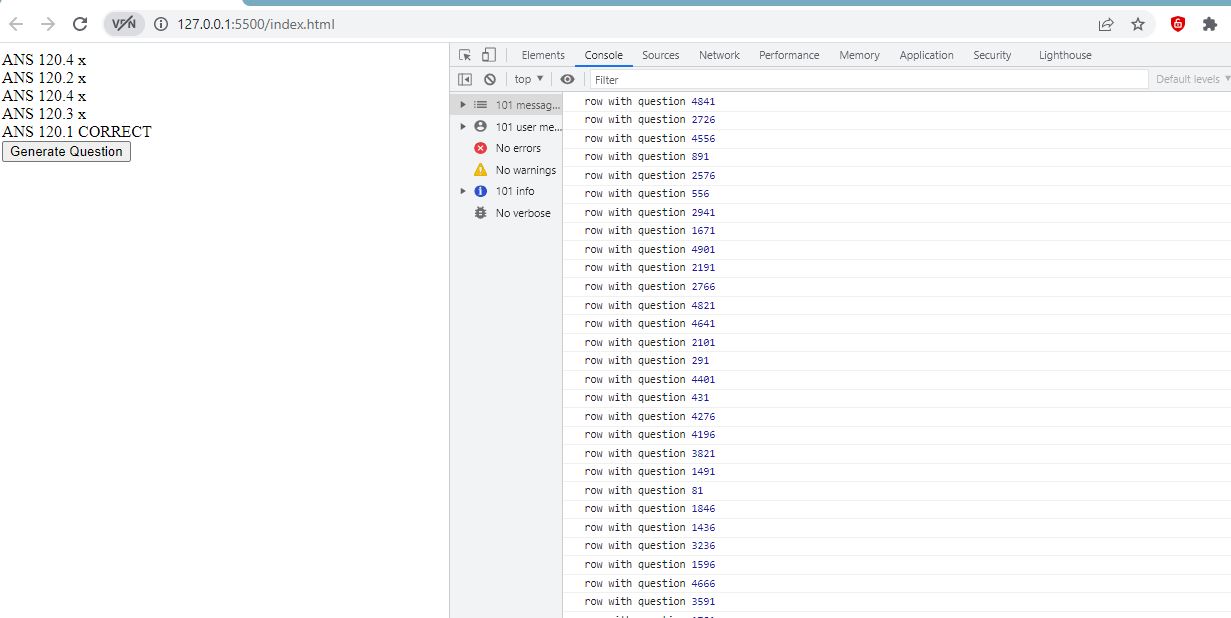 VPN 127.0.0.1:5500/index.html
ANS 120.4 x
ANS 120.2 x
ANS 120.4 x
ANS 120.3 x
ANS 120.1 CORRECT
Generate Question
Elements Console Sources Network Performance Memory Application Security Lighthouse
top Filter Default levels
101 messag...
101 user me...
No errors
No warnings
101 info
No verbose
row with question 4841
row with question 2726
row with question 4556
row with question 891
row with question 2576
row with question 556
row with question 2941
row with question 1671
row with question 4901
row with question 2191
row with question 2766
row with question 4821
row with question 4641
row with question 2101
row with question 291
row with question 4401
row with question 431
row with question 4276
row with question 4196
row with question 3821
row with question 1491
row with question 81
row with question 1846
row with question 1436
row with question 3236
row with question 1596
row with question 4666
row with question 3591